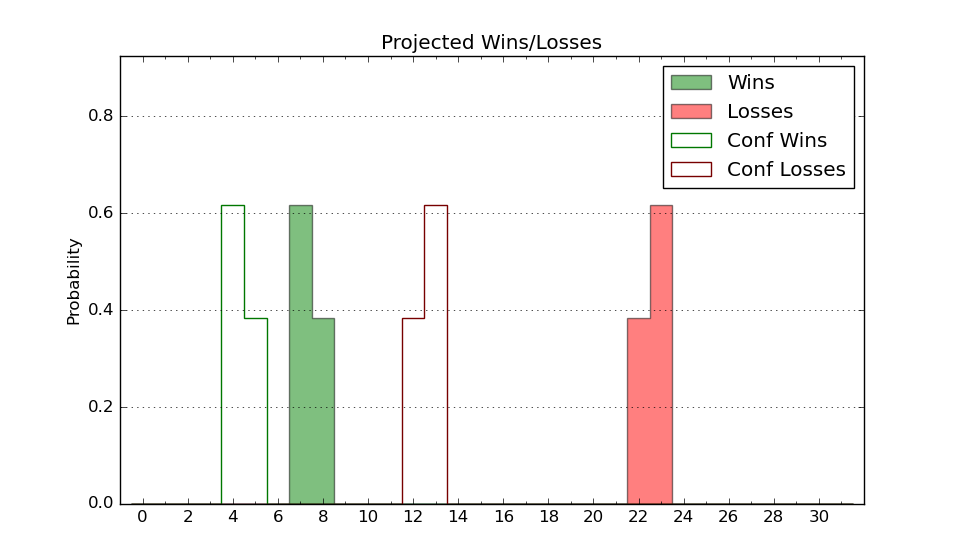 Projected Wins/Losses
Wins
Losses
Conf Wins
Conf Losses
Probability
0.8
0.6
0.4
0.2
0.0
0 2 4 6 8 10 12 14 16 18 20 22 24 26 28 30